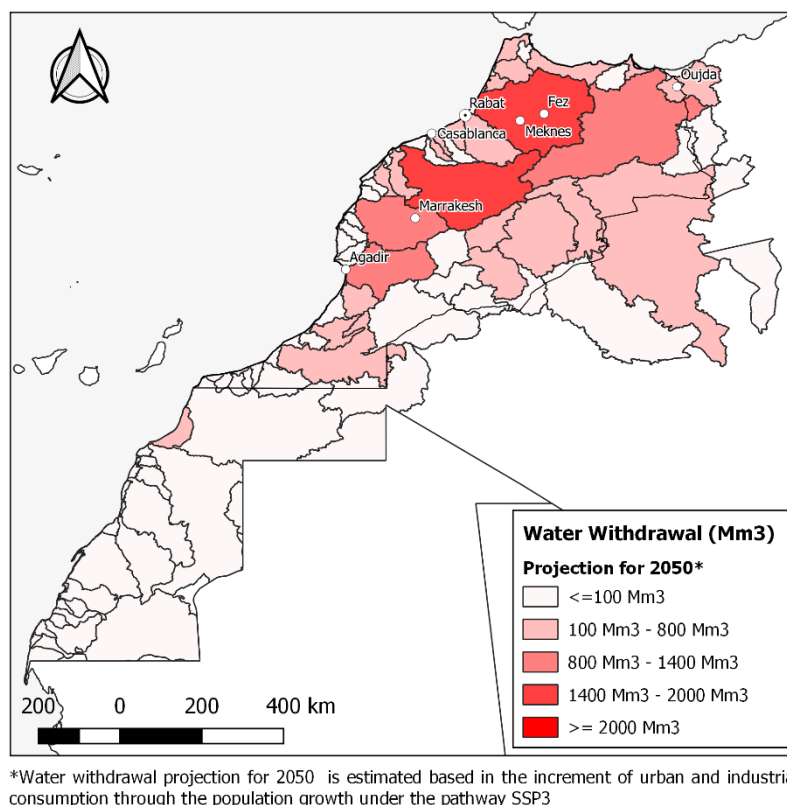 Oujda
Rabat
Fez
Meknes
Casablanca
Marrakesh
Agadir
Water Withdrawal (Mm3)
Projection for 2050*
<=100 Mm3
100 Mm3 - 800 Mm3
800 Mm3 - 1400 Mm3
1400 Mm3 - 2000 Mm3
>= 2000 Mm3
200 0 200 400 km
*Water withdrawal projection for 2050 is estimated based in the increment of urban and industrial
consumption through the population growth under the pathway SSP3